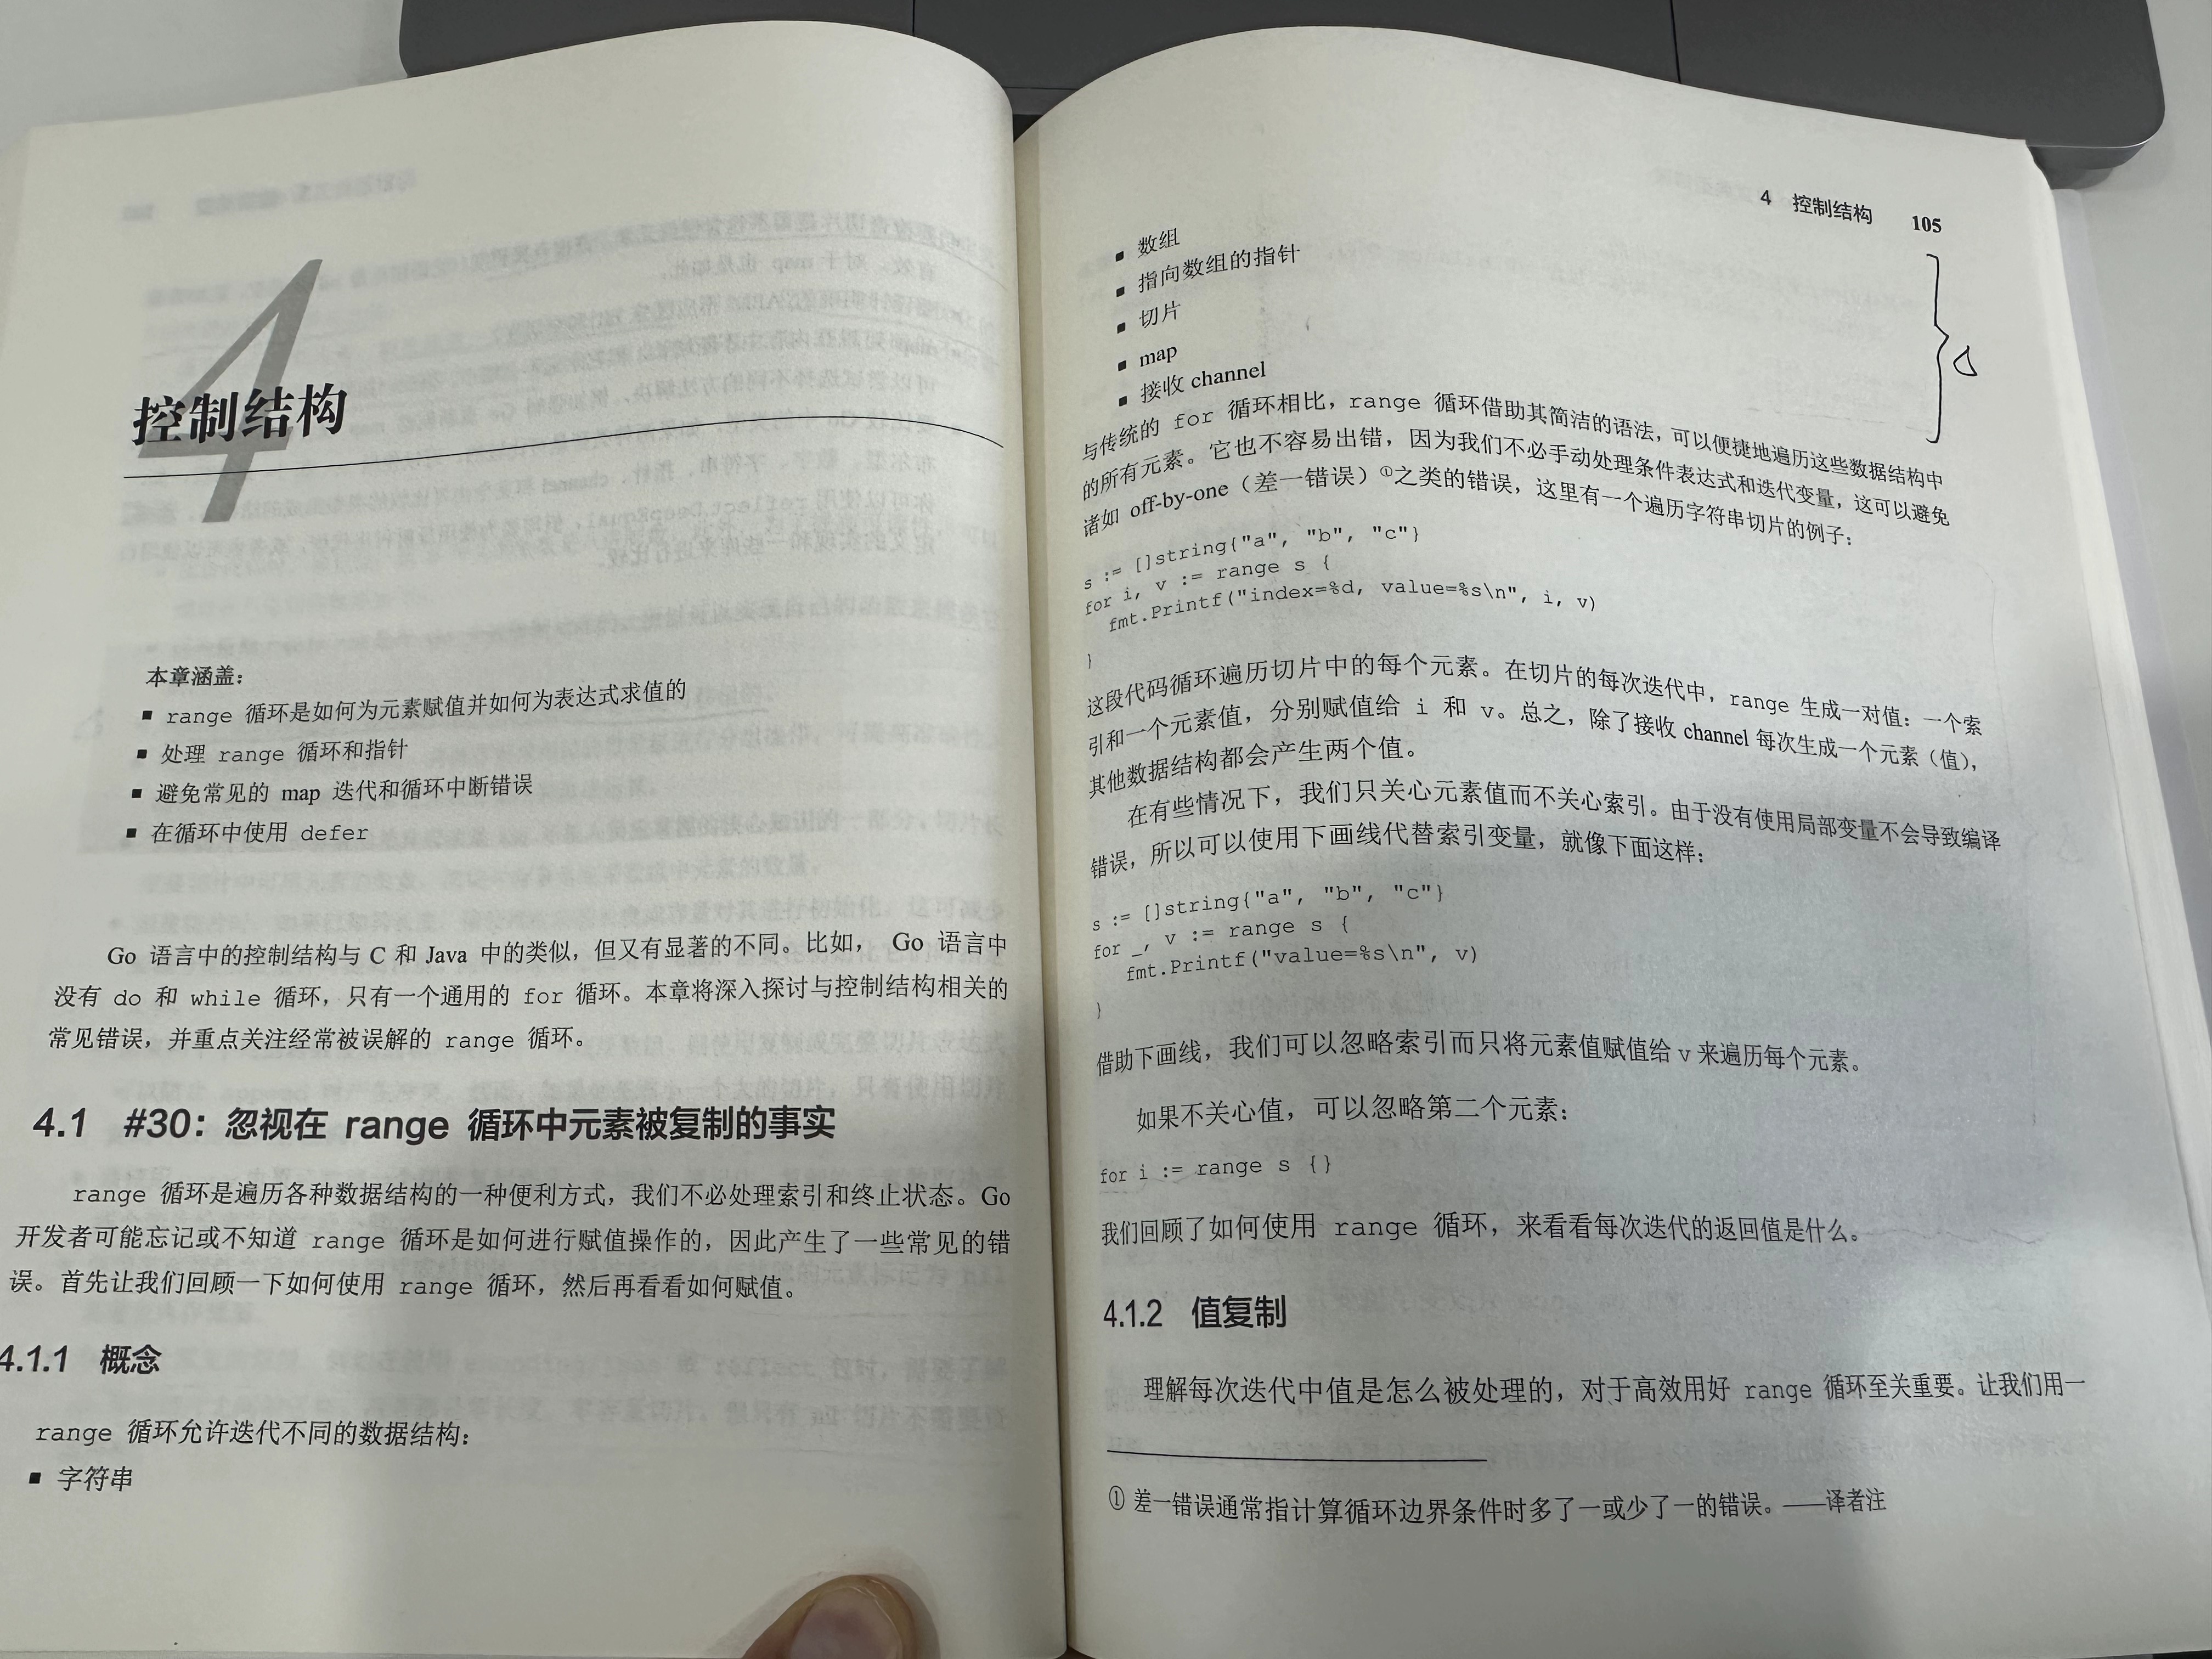 4
控制结构
本章涵盖：
■ range 循环是如何为元素赋值并如何为表达式求值的
■ 处理 range 循环和指针
■ 避免常见的 map 迭代和循环中断错误
■ 在循环中使用 defer
Go 语言中的控制结构与 C 和 Java 中的类似，但又有显著的不同。比如， Go 语言中
没有 do 和 while 循环，只有一个通用的 for 循环。本章将深入探讨与控制结构相关的
常见错误，并重点关注经常被误解的 range 循环。
4.1 #30：忽视在 range 循环中元素被复制的事实
range 循环是遍历各种数据结构的一种便利方式，我们不必处理索引和终止状态。Go
开发者可能忘记或不知道 range 循环是如何进行赋值操作的，因此产生了一些常见的错
误。首先让我们回顾一下如何使用 range 循环，然后再看看如何赋值。
4.1.1 概念
range 循环允许迭代不同的数据结构：
■ 字符串
4 控制结构 105
■ 数组
■ 指向数组的指针
■ 切片
■ map
■ 接收 channel
与传统的 for 循环相比，range 循环借助其简洁的语法，可以便捷地遍历这些数据结构中
的所有元素。它也不容易出错，因为我们不必手动处理条件表达式和迭代变量，这可以避免
诸如 off-by-one（差一错误）①之类的错误，这里有一个遍历字符串切片的例子：
s := []string{"a", "b", "c"}
for i, v := range s {
fmt.Printf("index=%d, value=%s\n", i, v)
}
这段代码循环遍历切片中的每个元素。在切片的每次迭代中，range 生成一对值：一个索
引和一个元素值，分别赋值给 i 和 v。总之，除了接收 channel 每次生成一个元素（值），
其他数据结构都会产生两个值。
在有些情况下，我们只关心元素值而不关心索引。由于没有使用局部变量不会导致编译
错误，所以可以使用下画线代替索引变量，就像下面这样：
s := []string{"a", "b", "c"}
for _, v := range s {
fmt.Printf("value=%s\n", v)
}
借助下画线，我们可以忽略索引而只将元素值赋值给 v 来遍历每个元素。
如果不关心值，可以忽略第二个元素：
for i := range s {}
我们回顾了如何使用 range 循环，来看看每次迭代的返回值是什么。
4.1.2 值复制
理解每次迭代中值是怎么被处理的，对于高效用好 range 循环至关重要。让我们用一
① 差一错误通常指计算循环边界条件时多了一或少了一的错误。——译者注